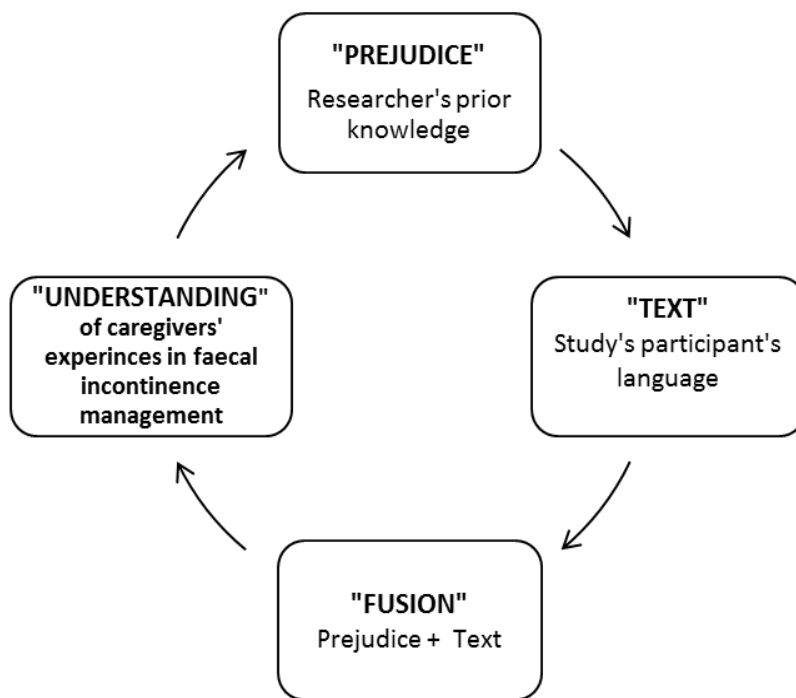 "PREJUDICE"
Researcher's prior
knowledge
"TEXT"
Study's participant's
language
"FUSION"
Prejudice + Text
"UNDERSTANDING"
of caregivers'
experinces in faecal
incontinence
management